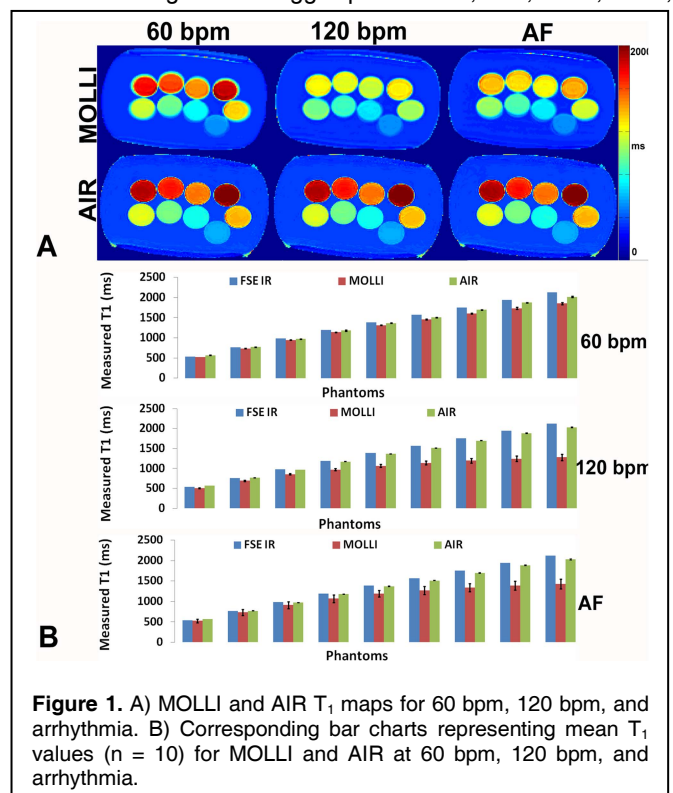 60 bpm 120 bpm AF
MOLLI
200
ms
0
AIR
A
2500
2000
1500
1000
500
0
Measured T1 (ms)
FSE IR MOLLI AIR
60 bpm
Phantoms
2500
2000
1500
1000
500
0
Measured T1 (ms)
FSE IR MOLLI AIR
120 bpm
Phantoms
2500
2000
1500
1000
500
0
Measured T1 (ms)
FSE IR MOLLI AIR
AF
Phantoms
B
Figure 1. A) MOLLI and AIR T₁ maps for 60 bpm, 120 bpm, and
arrhythmia. B) Corresponding bar charts representing mean T₁
values (n = 10) for MOLLI and AIR at 60 bpm, 120 bpm, and
arrhythmia.